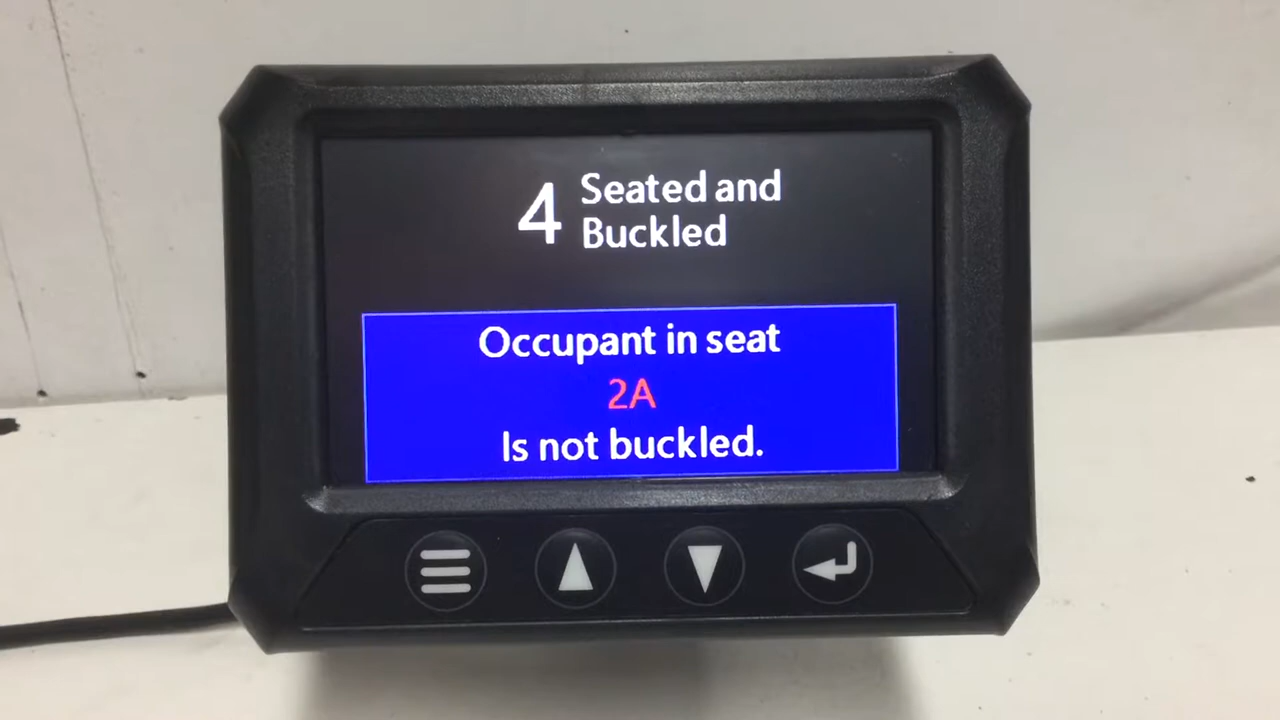 4 Seated and
Buckled
Occupant in seat
2A
Is not buckled.